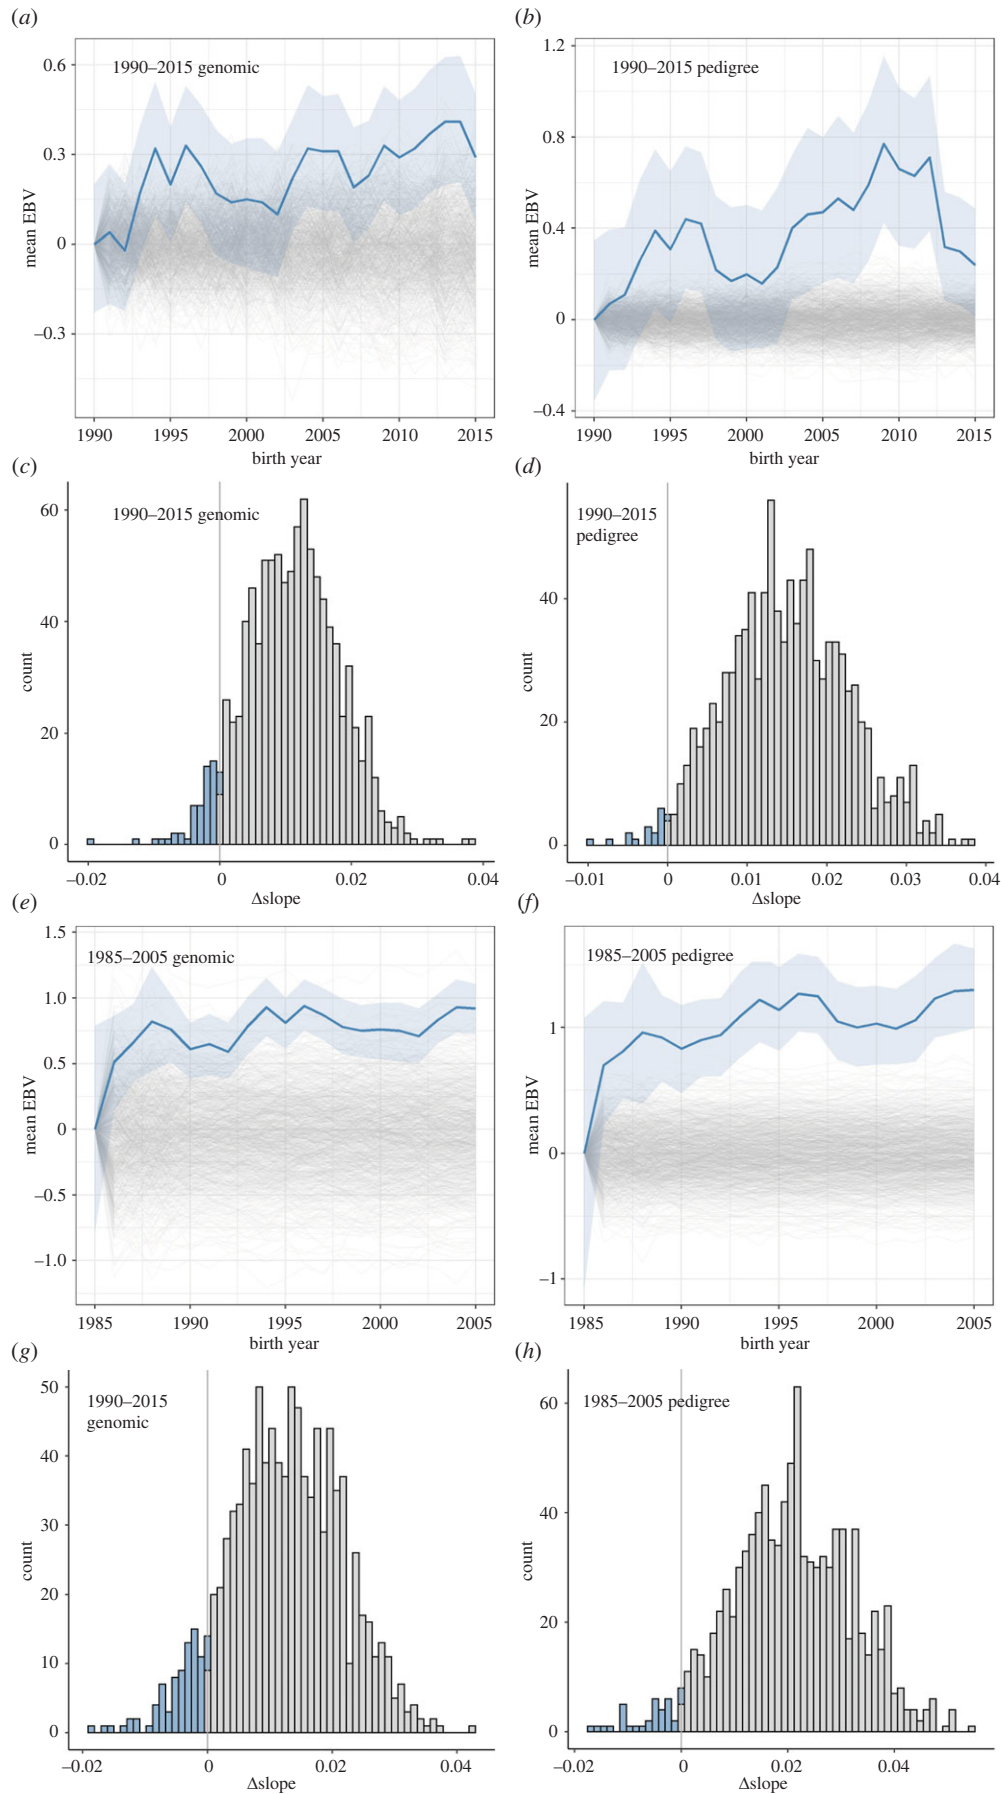 (a) (b)
1990–2015 genomic
0.6
0.3
0
–0.3
mean EBV
1990 1995 2000 2005 2010 2015
birth year
1990–2015 pedigree
1.2
0.8
0.4
0
–0.4
mean EBV
1990 1995 2000 2005 2010 2015
birth year
(c) (d)
1990–2015 genomic
60
40
20
0
count
–0.02 0 0.02 0.04
Δslope
1990–2015
pedigree
40
20
0
count
–0.01 0 0.01 0.02 0.03 0.04
Δslope
(e) (f)
1985–2005 genomic
1.5
1.0
0.5
0
–0.5
–1.0
mean EBV
1985 1990 1995 2000 2005
birth year
1985–2005 pedigree
1
0
–1
mean EBV
1985 1990 1995 2000 2005
birth year
(g) (h)
1990–2015
genomic
50
40
30
20
10
0
count
–0.02 0 0.02 0.04
Δslope
1985–2005 pedigree
60
40
20
0
count
–0.02 0 0.02 0.04
Δslope